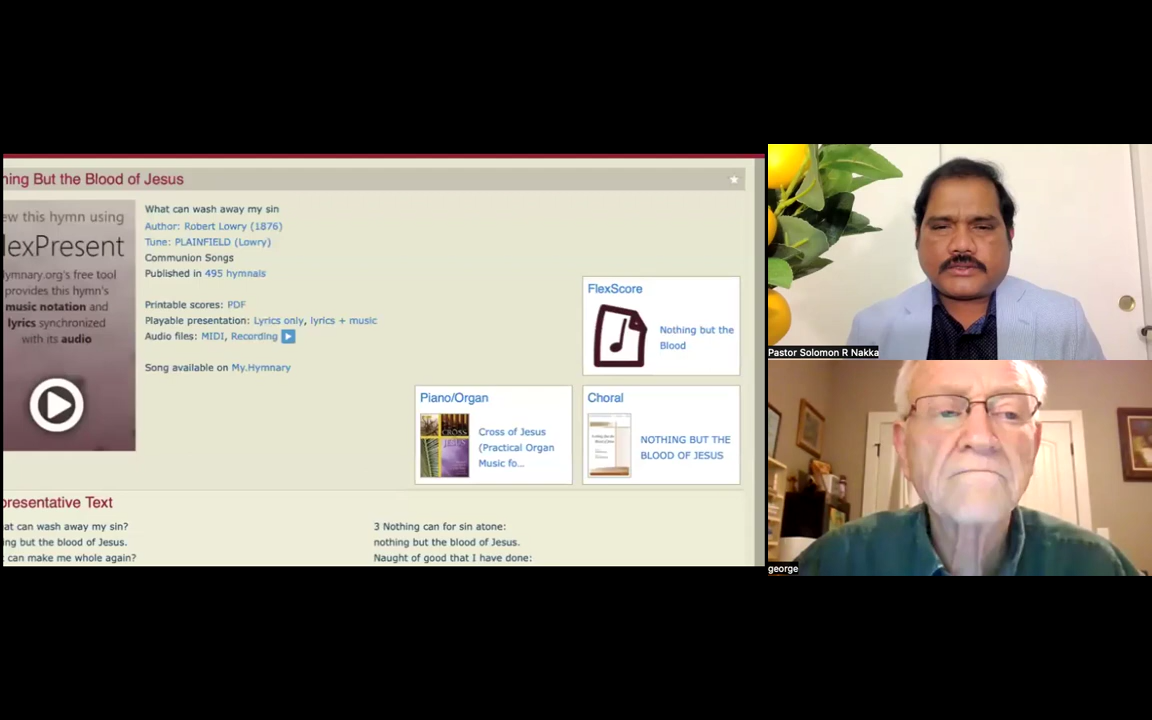 ning But the Blood of Jesus
ew this hymn using
lexPresent
lymnary.org's free tool
provides this hymn's
music notation and
lyrics synchronized
with its audio
What can wash away my sin
Author: Robert Lowry (1876)
Tune: PLAINFIELD (Lowry)
Communion Songs
Published in 495 hymnals
Printable scores: PDF
Playable presentation: Lyrics only, lyrics + music
Audio files: MIDI, Recording
Song available on My.Hymnary
FlexScore
Nothing but the
Blood
Piano/Organ
CROSS
JESUS
Cross of Jesus
(Practical Organ
Music fo...
Choral
NOTHING BUT THE
BLOOD OF JESUS
presentative Text
at can wash away my sin?
ing but the blood of Jesus.
can make me whole again?
3 Nothing can for sin atone:
nothing but the blood of Jesus.
Naught of good that I have done:
Pastor Solomon R Nakka
george